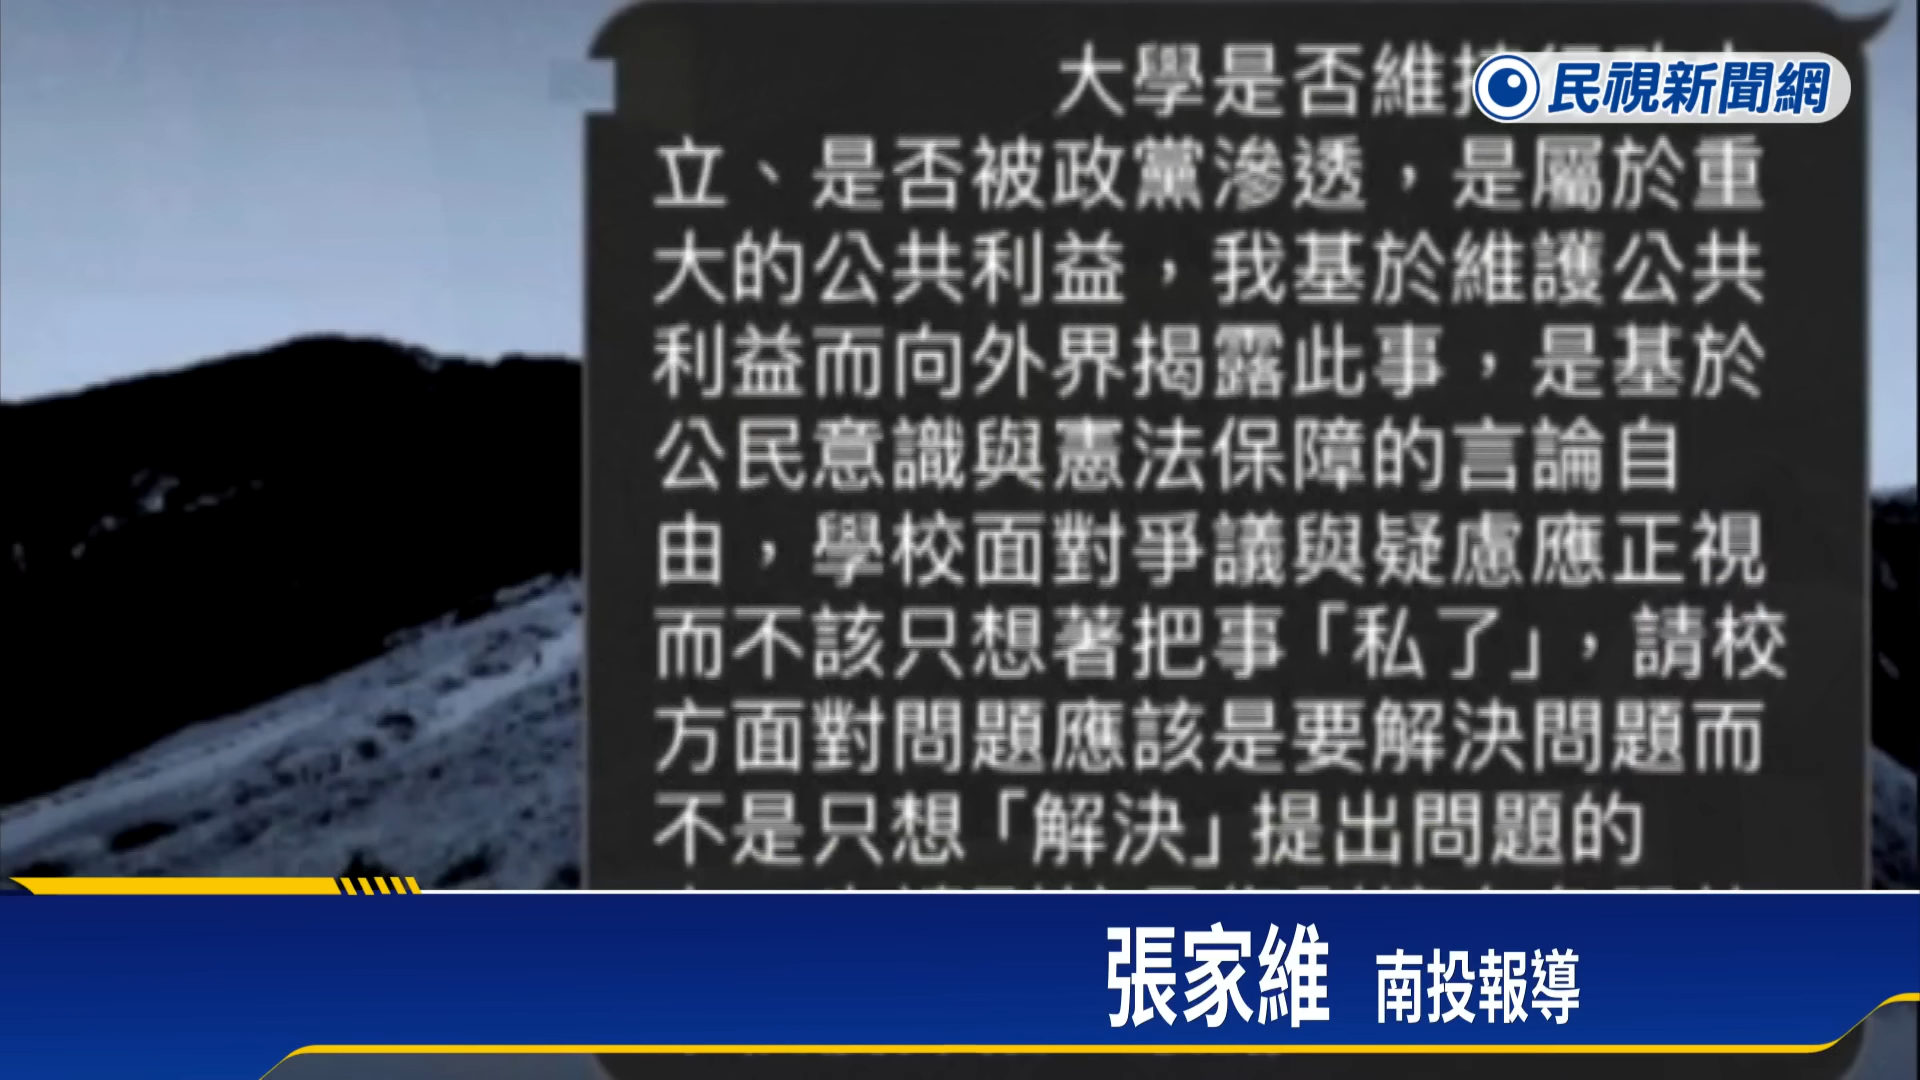 大學是否維
民視新聞網
立、是否被政黨滲透，是屬於重
大的公共利益，我基於維護公共
利益而向外界揭露此事，是基於
公民意識與憲法保障的言論自
由，學校面對爭議與疑慮應正視
而不該只想著把事「私了」，請校
方面對問題應該是要解決問題而
不是只想「解決」提出問題的
張家維 南投報導